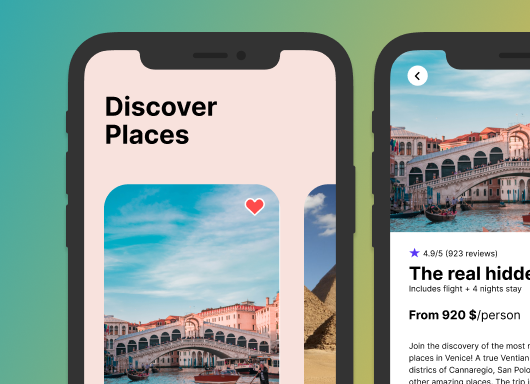 Discover
Places
4.9/5 (923 reviews)
The real hidde
Includes flight + 4 nights stay
From 920 $/person
Join the discovery of the most r
places in Venice! A true Ventian
districs of Cannaregio, San Polo
other amazing places. The trip i